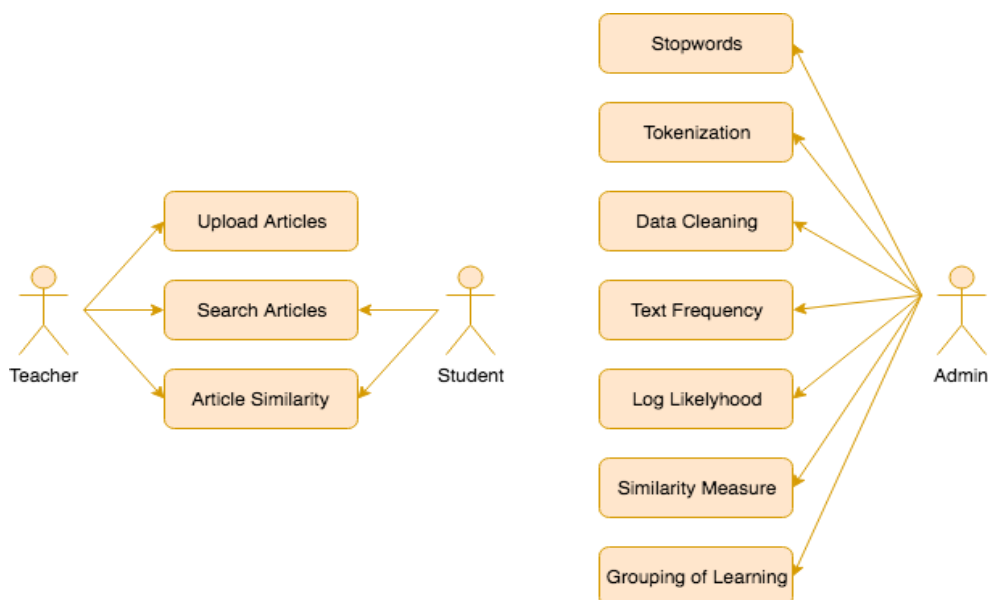 Stopwords
Tokenization
Upload Articles
Data Cleaning
Search Articles
Text Frequency
Teacher
Student
Admin
Article Similarity
Log Likelyhood
Similarity Measure
Grouping of Learning